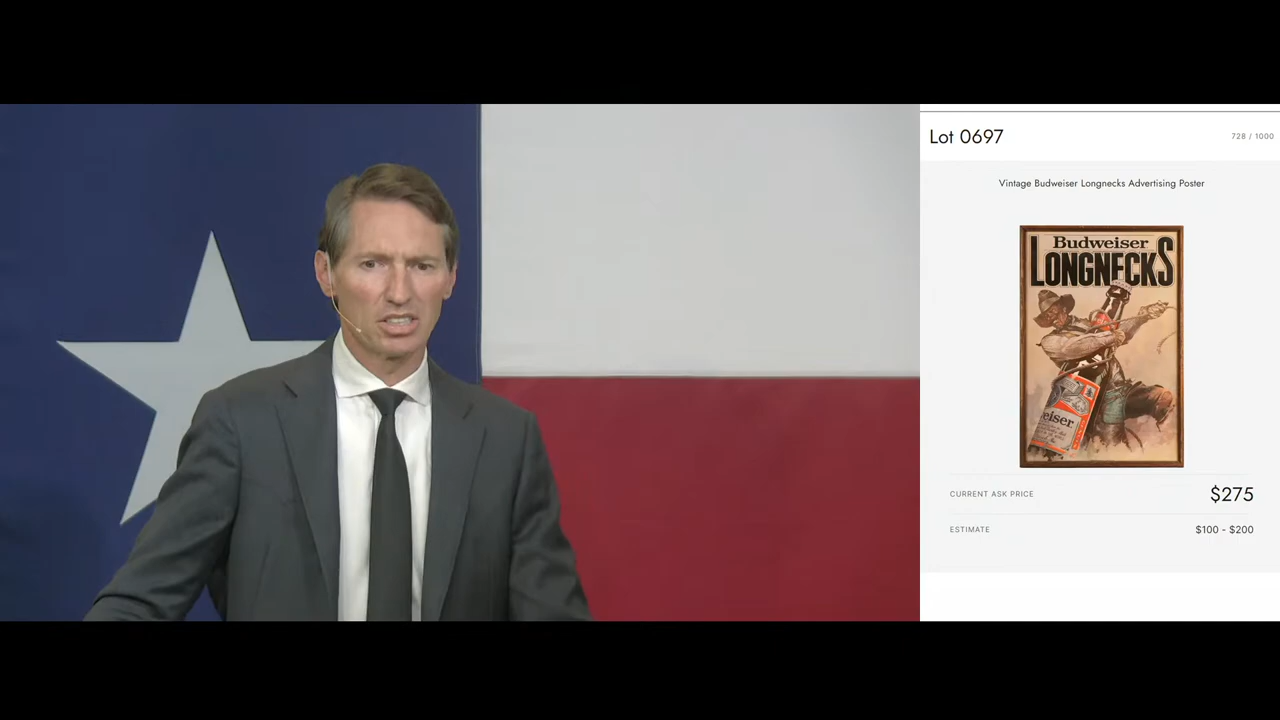 Lot 0697
728 / 1000
Vintage Budweiser Longnecks Advertising Poster
Budweiser
LONGNECKS
eiser.
CURRENT ASK PRICE
$275
ESTIMATE
$100 - $200